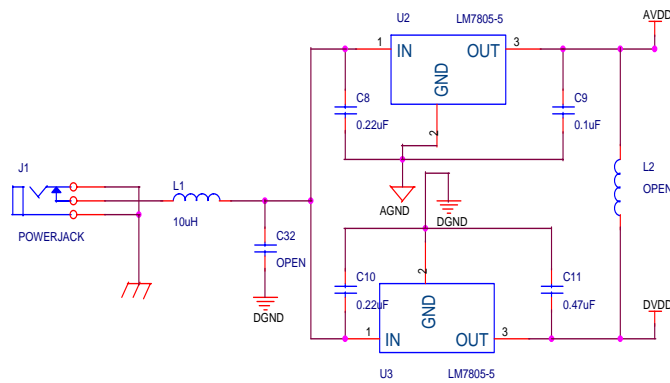 U2
LM7805-5
AVDD
1
IN
OUT
3
GND
2
C8
0.22uF
C9
0.1uF
J1
POWERJACK
L1
10uH
L2
OPEN
AGND
DGND
C32
OPEN
DGND
C10
0.22uF
2
GND
C11
0.47uF
DVDD
1
IN
OUT
3
U3
LM7805-5